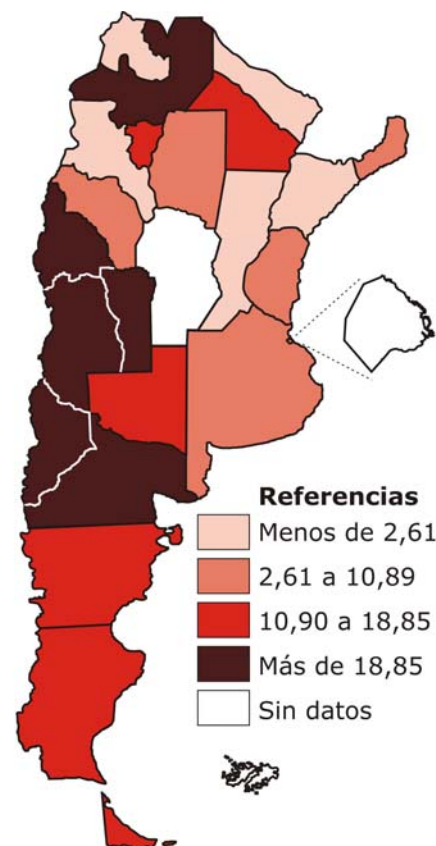 Referencias
Menos de 2,61
2,61 a 10,89
10,90 a 18,85
Más de 18,85
Sin datos